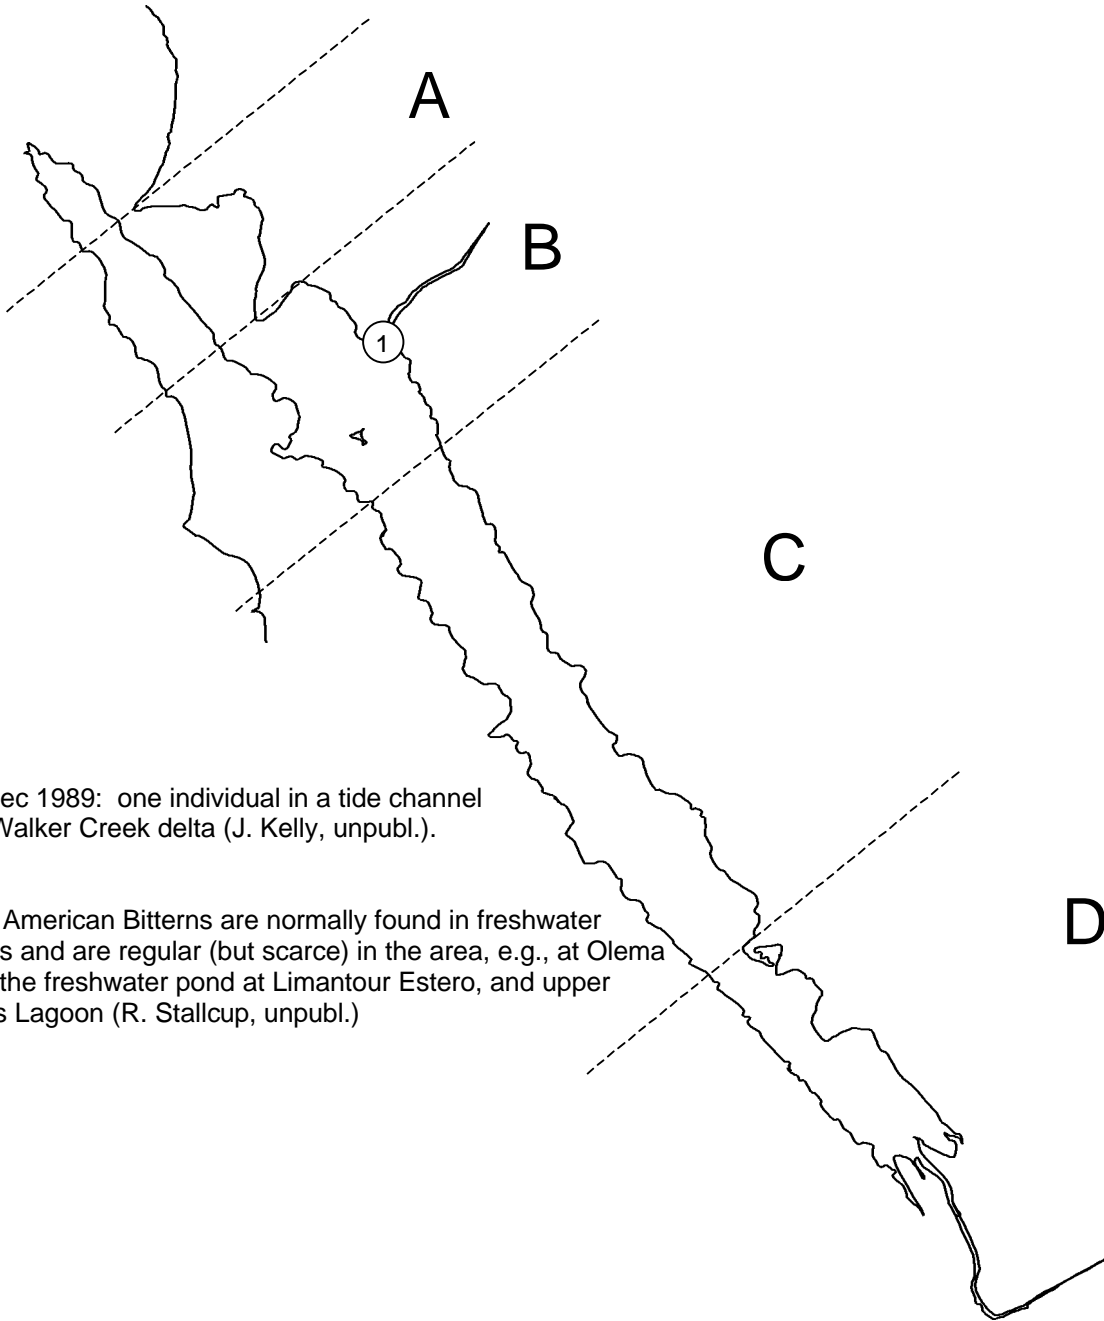 A
B
1
C
ec 1989: one individual in a tide channel
Walker Creek delta (J. Kelly, unpubl.).
American Bitterns are normally found in freshwater
s and are regular (but scarce) in the area, e.g., at Olema
the freshwater pond at Limantour Estero, and upper
s Lagoon (R. Stallcup, unpubl.)
D